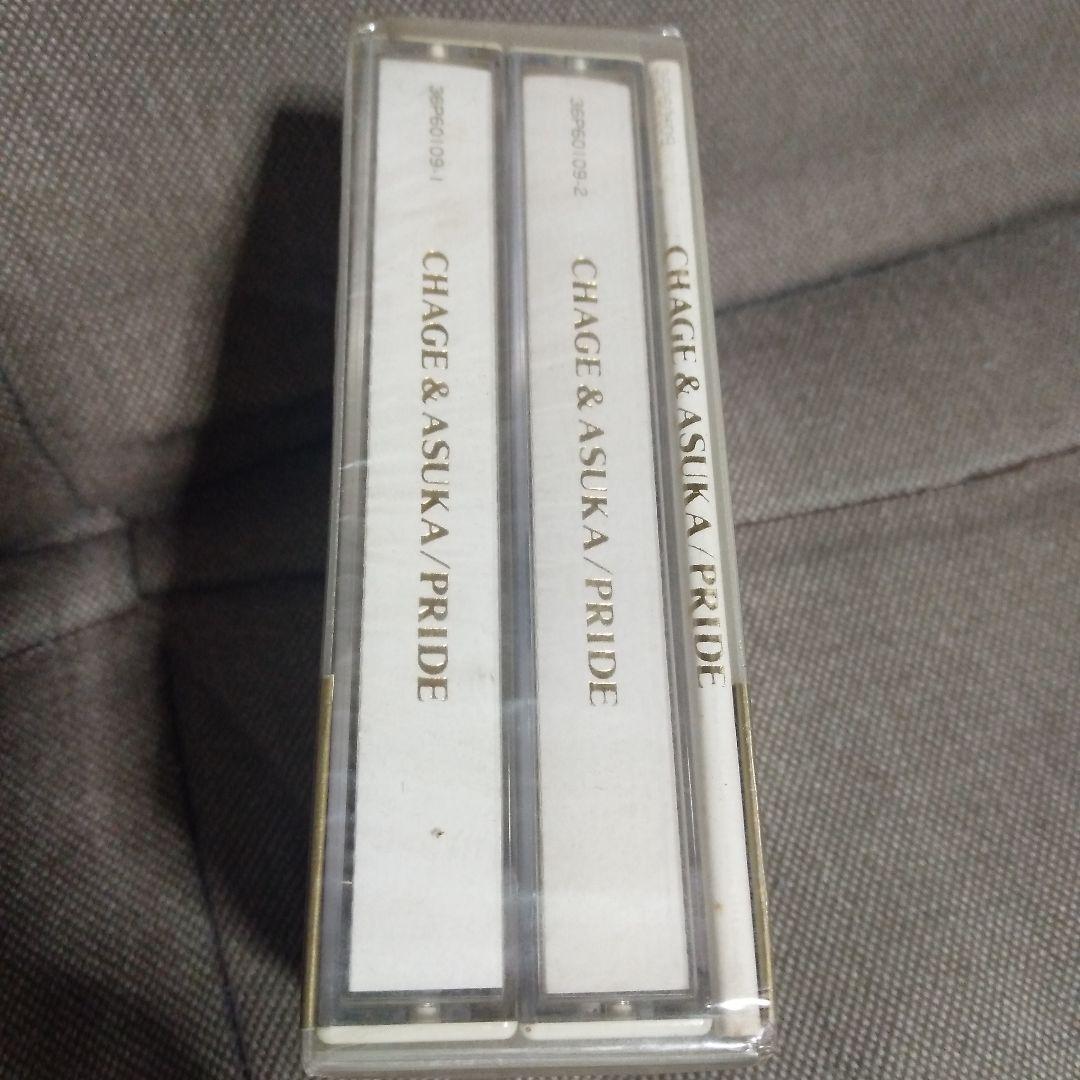 36P60109-1
CHAGE & ASUKA/PRIDE
36P60109-2
CHAGE & ASUKA/PRIDE
CHAGE & ASUKA/PRIDE